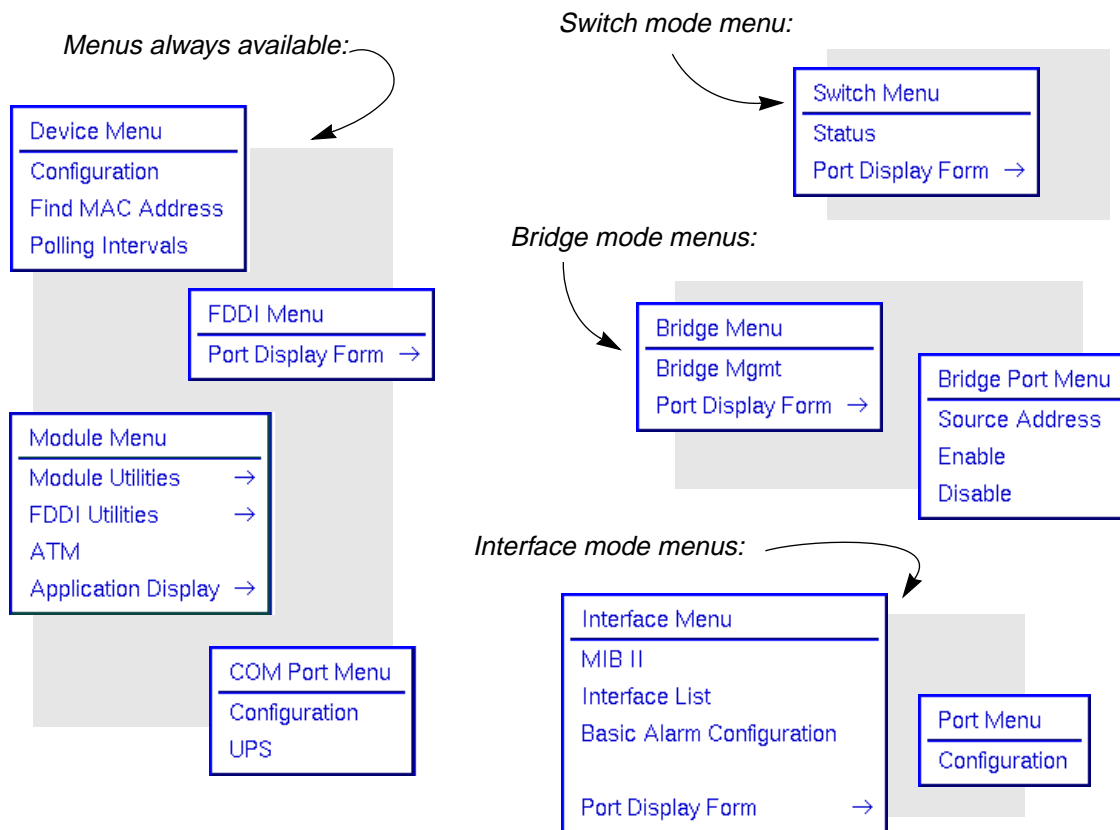 Menus always available:
Device Menu
Configuration
Find MAC Address
Polling Intervals
FDDI Menu
Port Display Form →
Module Menu
Module Utilities →
FDDI Utilities →
ATM
Application Display →
COM Port Menu
Configuration
UPS
Switch mode menu:
Switch Menu
Status
Port Display Form →
Bridge mode menus:
Bridge Menu
Bridge Mgmt
Port Display Form →
Bridge Port Menu
Source Address
Enable
Disable
Interface mode menus:
Interface Menu
MIB II
Interface List
Basic Alarm Configuration
Port Display Form →
Port Menu
Configuration